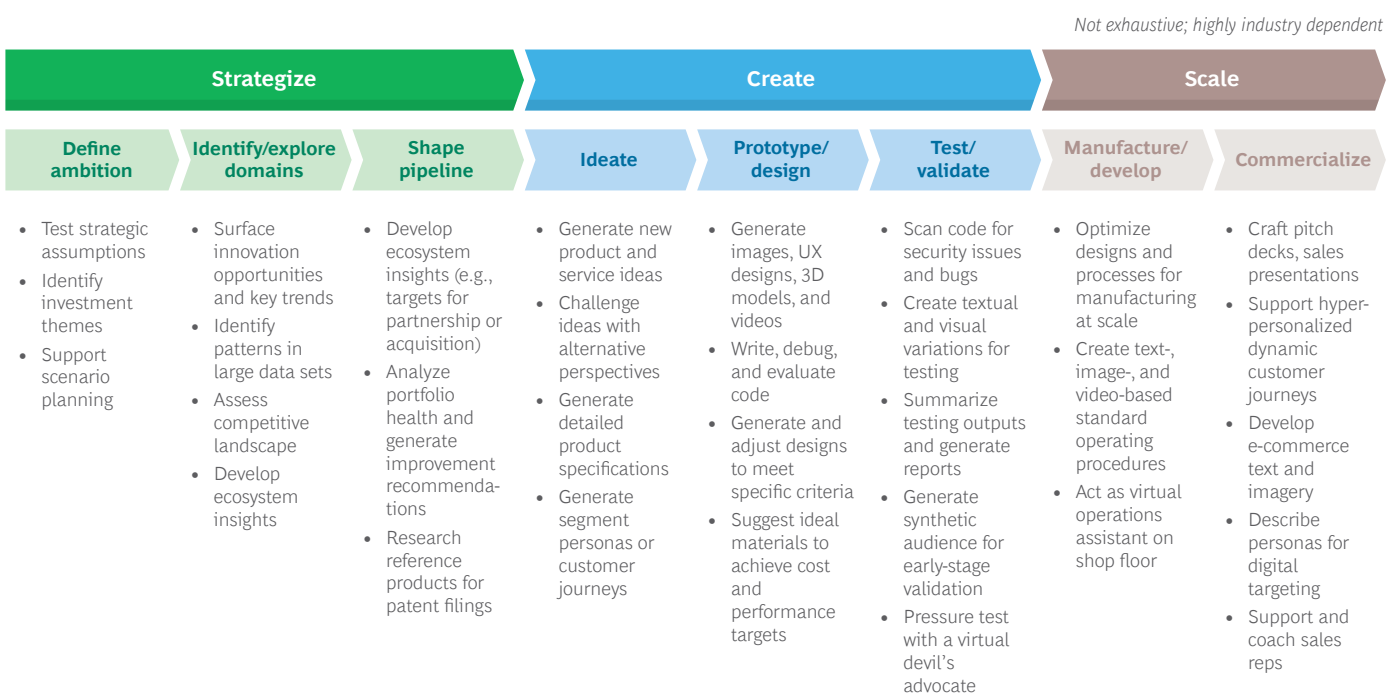 Not exhaustive; highly industry dependent
Strategize
Create
Scale
Define
ambition
Identify/explore
domains
Shape
pipeline
Ideate
Prototype/
design
Test/
validate
Manufacture/
develop
Commercialize
• Test strategic
assumptions
• Identify
investment
themes
• Support
scenario
planning
• Surface
innovation
opportunities
and key trends
• Identify
patterns in
large data sets
• Assess
competitive
landscape
• Develop
ecosystem
insights
• Develop
ecosystem
insights (e.g.,
targets for
partnership or
acquisition)
• Analyze
portfolio
health and
generate
improvement
recommenda-
tions
• Research
reference
products for
patent filings
• Generate new
product and
service ideas
• Challenge
ideas with
alternative
perspectives
• Generate
detailed
product
specifications
• Generate
segment
personas or
customer
journeys
• Generate
images, UX
designs, 3D
models, and
videos
• Write, debug,
and evaluate
code
• Generate and
adjust designs
to meet
specific criteria
• Suggest ideal
materials to
achieve cost
and
performance
targets
• Scan code for
security issues
and bugs
• Create textual
and visual
variations for
testing
• Summarize
testing outputs
and generate
reports
• Generate
synthetic
audience for
early-stage
validation
• Pressure test
with a virtual
devil's
advocate
• Optimize
designs and
processes for
manufacturing
at scale
• Create text-,
image-, and
video-based
standard
operating
procedures
• Act as virtual
operations
assistant on
shop floor
• Craft pitch
decks, sales
presentations
• Support hyper-
personalized
dynamic
customer
journeys
• Develop
e-commerce
text and
imagery
• Describe
personas for
digital
targeting
• Support and
coach sales
reps